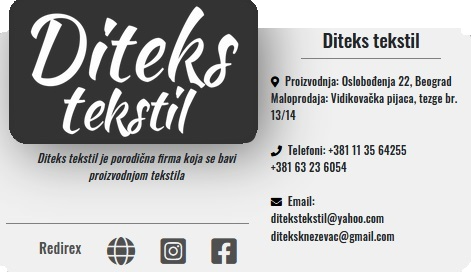 Diteks
tekstil
Diteks tekstil je porodična firma koja se bavi
proizvodnjom tekstila
Redirex
Diteks tekstil
Proizvodnja: Oslobođenja 22, Beograd
Maloprodaja: Vidikovačka pijaca, tezge br.
13/14
Telefoni: +381 11 35 64255
+381 63 23 6054
Email:
ditekstekstil@yahoo.com
diteksknezevac@gmail.com